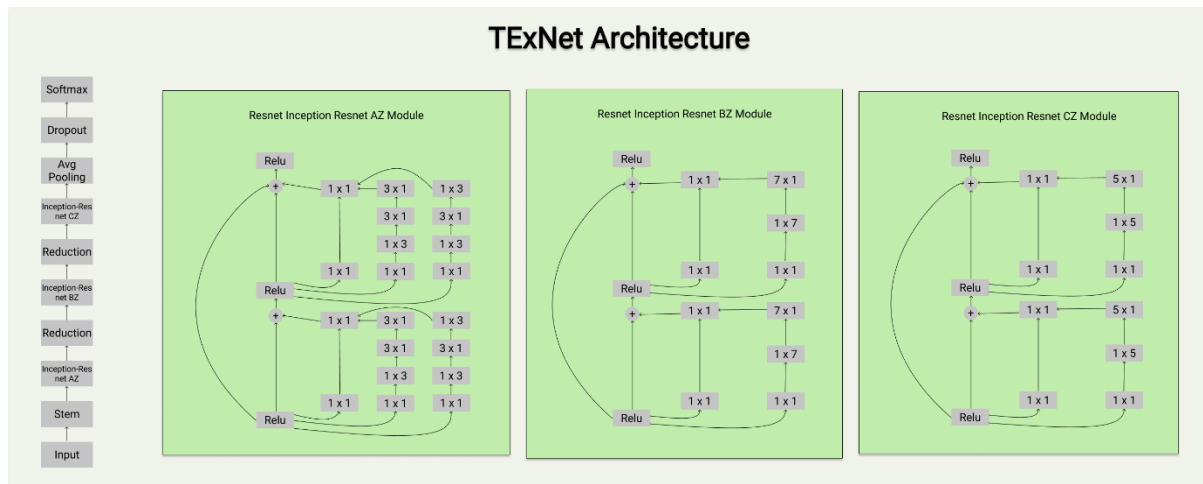 TExNet Architecture
Softmax
Dropout
Avg
Pooling
Inception-Res
net CZ
Reduction
Inception-Res
net BZ
Reduction
Inception-Res
net AZ
Stem
Input
Resnet Inception Resnet AZ Module
Relu
+
1 x 1
3 x 1
1 x 3
3 x 1
3 x 1
1 x 3
1 x 3
1 x 1
1 x 1
1 x 1
Relu
+
1 x 1
3 x 1
1 x 3
3 x 1
3 x 1
1 x 3
1 x 3
1 x 1
1 x 1
1 x 1
Relu
Resnet Inception Resnet BZ Module
Relu
+
1 x 1
7 x 1
1 x 7
1 x 1
1 x 1
Relu
+
1 x 1
7 x 1
1 x 7
1 x 1
1 x 1
Relu
Resnet Inception Resnet CZ Module
Relu
+
1 x 1
5 x 1
1 x 5
1 x 1
1 x 1
Relu
+
1 x 1
5 x 1
1 x 5
1 x 1
1 x 1
Relu